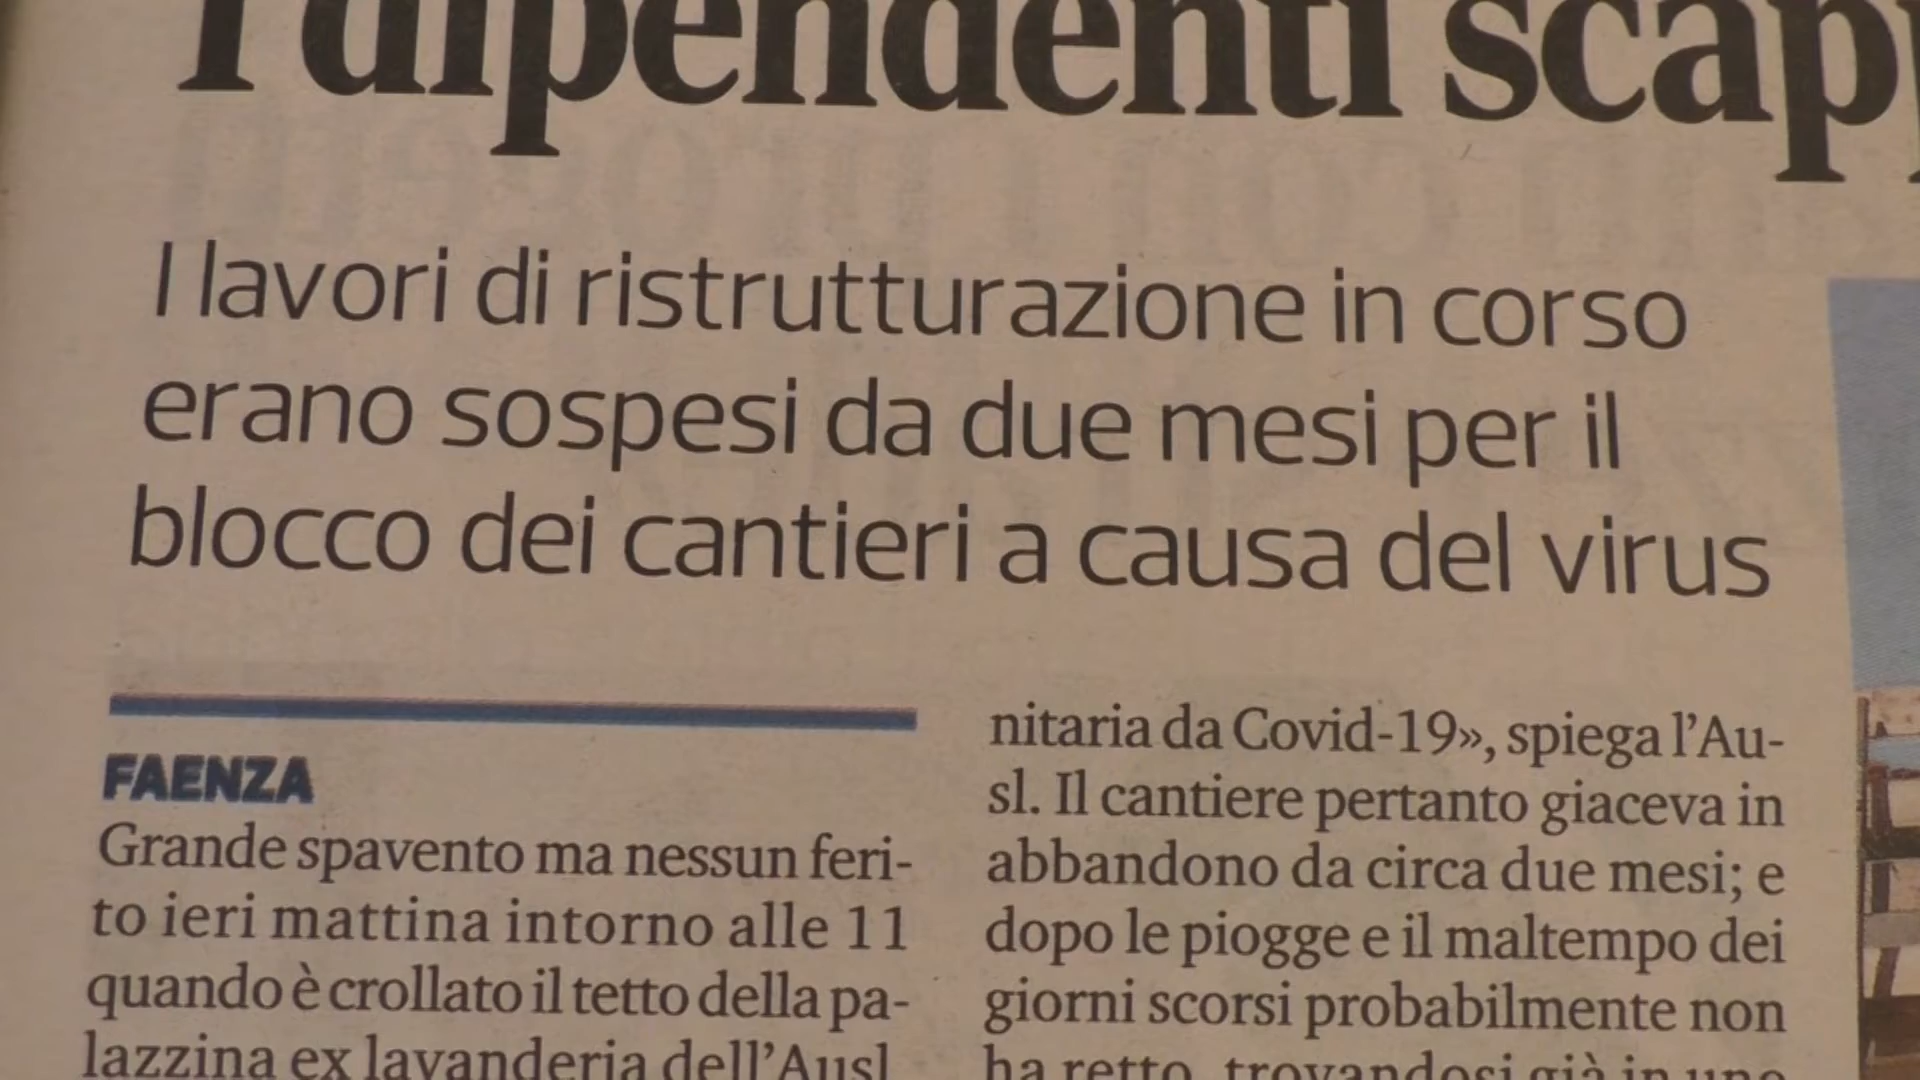 I dipendenti
I lavori di ristrutturazione in corso
erano sospesi da due mesi per il
blocco dei cantieri a causa del virus
FAENZA
Grande spavento ma nessun feri-
to ieri mattina intorno alle 11
quando è crollato il tetto della pa-
lazzina ex lavanderia dell'Ausl
nitaria da Covid-19», spiega l'Au-
sl. Il cantiere pertanto giaceva in
abbandono da circa due mesi; e
dopo le piogge e il maltempo dei
giorni scorsi probabilmente non
ha retto, trovandosi già in uno